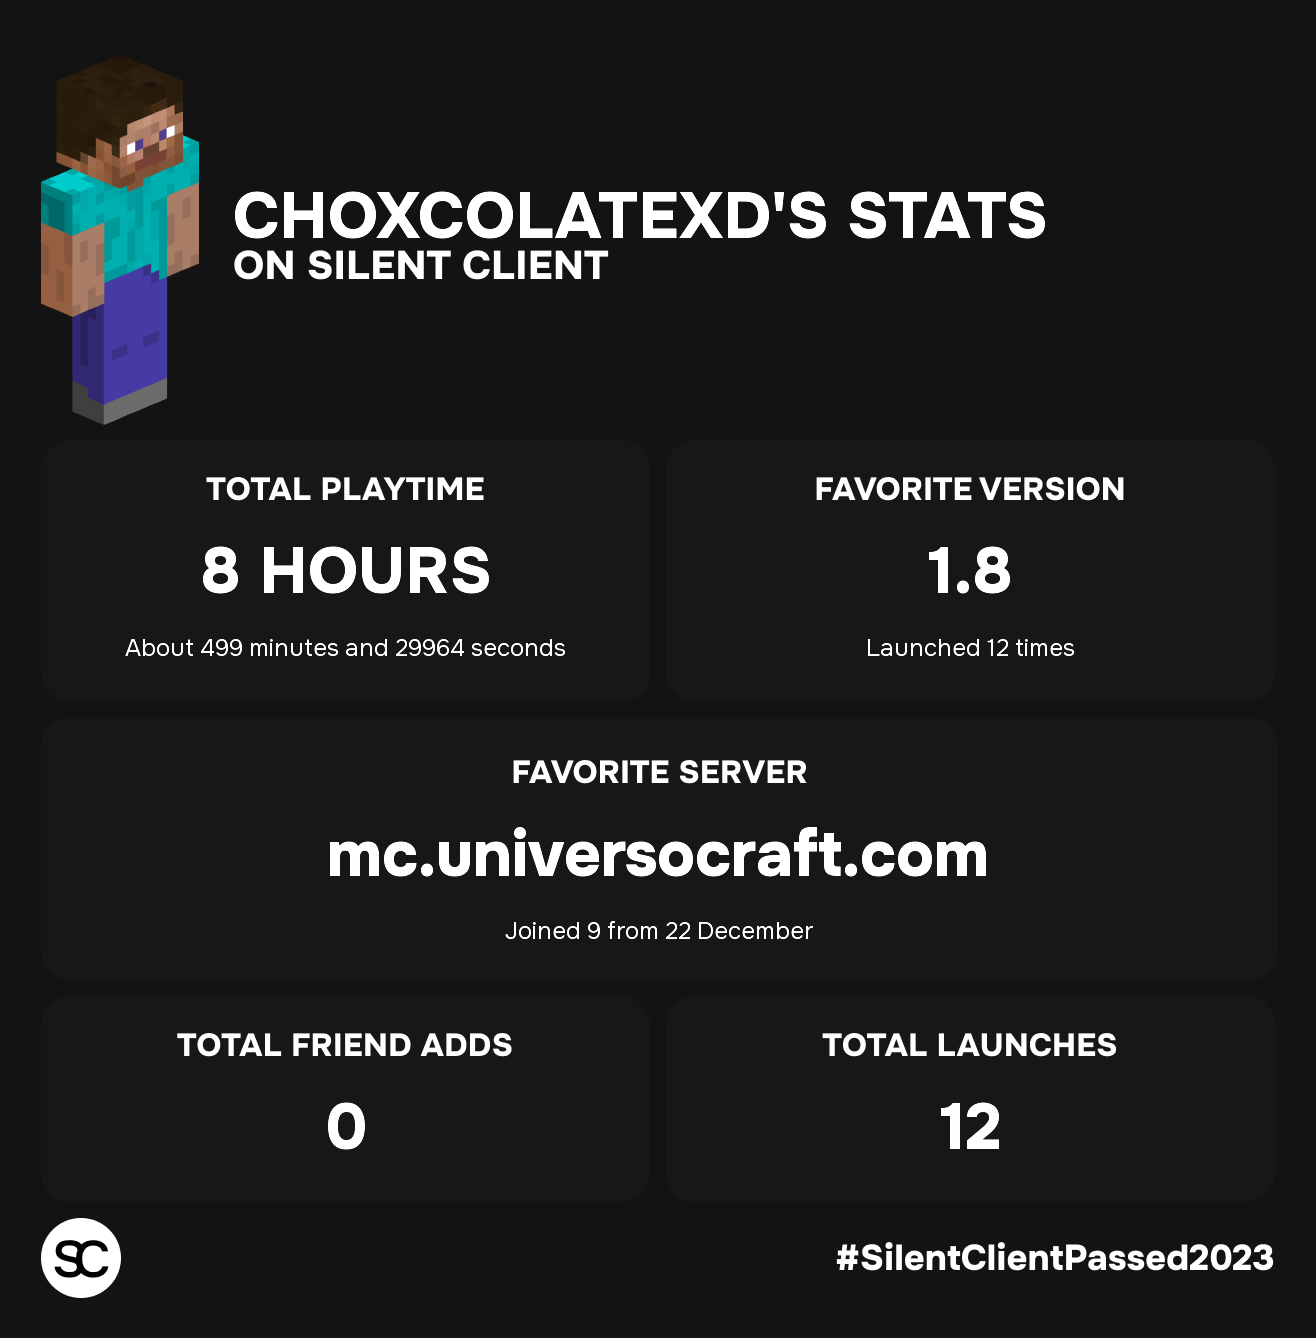 CHOXCOLATEXD'S STATS
ON SILENT CLIENT
TOTAL PLAYTIME
8 HOURS
About 499 minutes and 29964 seconds
FAVORITE VERSION
1.8
Launched 12 times
FAVORITE SERVER
mc.universocraft.com
Joined 9 from 22 December
TOTAL FRIEND ADDS
0
TOTAL LAUNCHES
12
SC
#SilentClientPassed2023